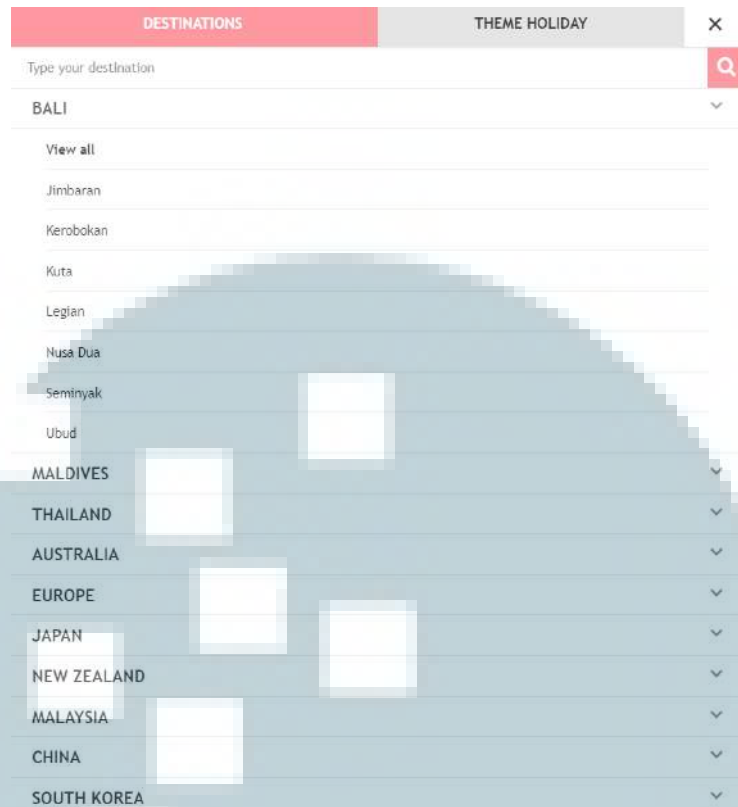 DESTINATIONS THEME HOLIDAY
Type your destination
BALI
View all
Jimbaran
Kerobokan
Kuta
Legian
Nusa Dua
Seminyak
Ubud
MALDIVES
THAILAND
AUSTRALIA
EUROPE
JAPAN
NEW ZEALAND
MALAYSIA
CHINA
SOUTH KOREA